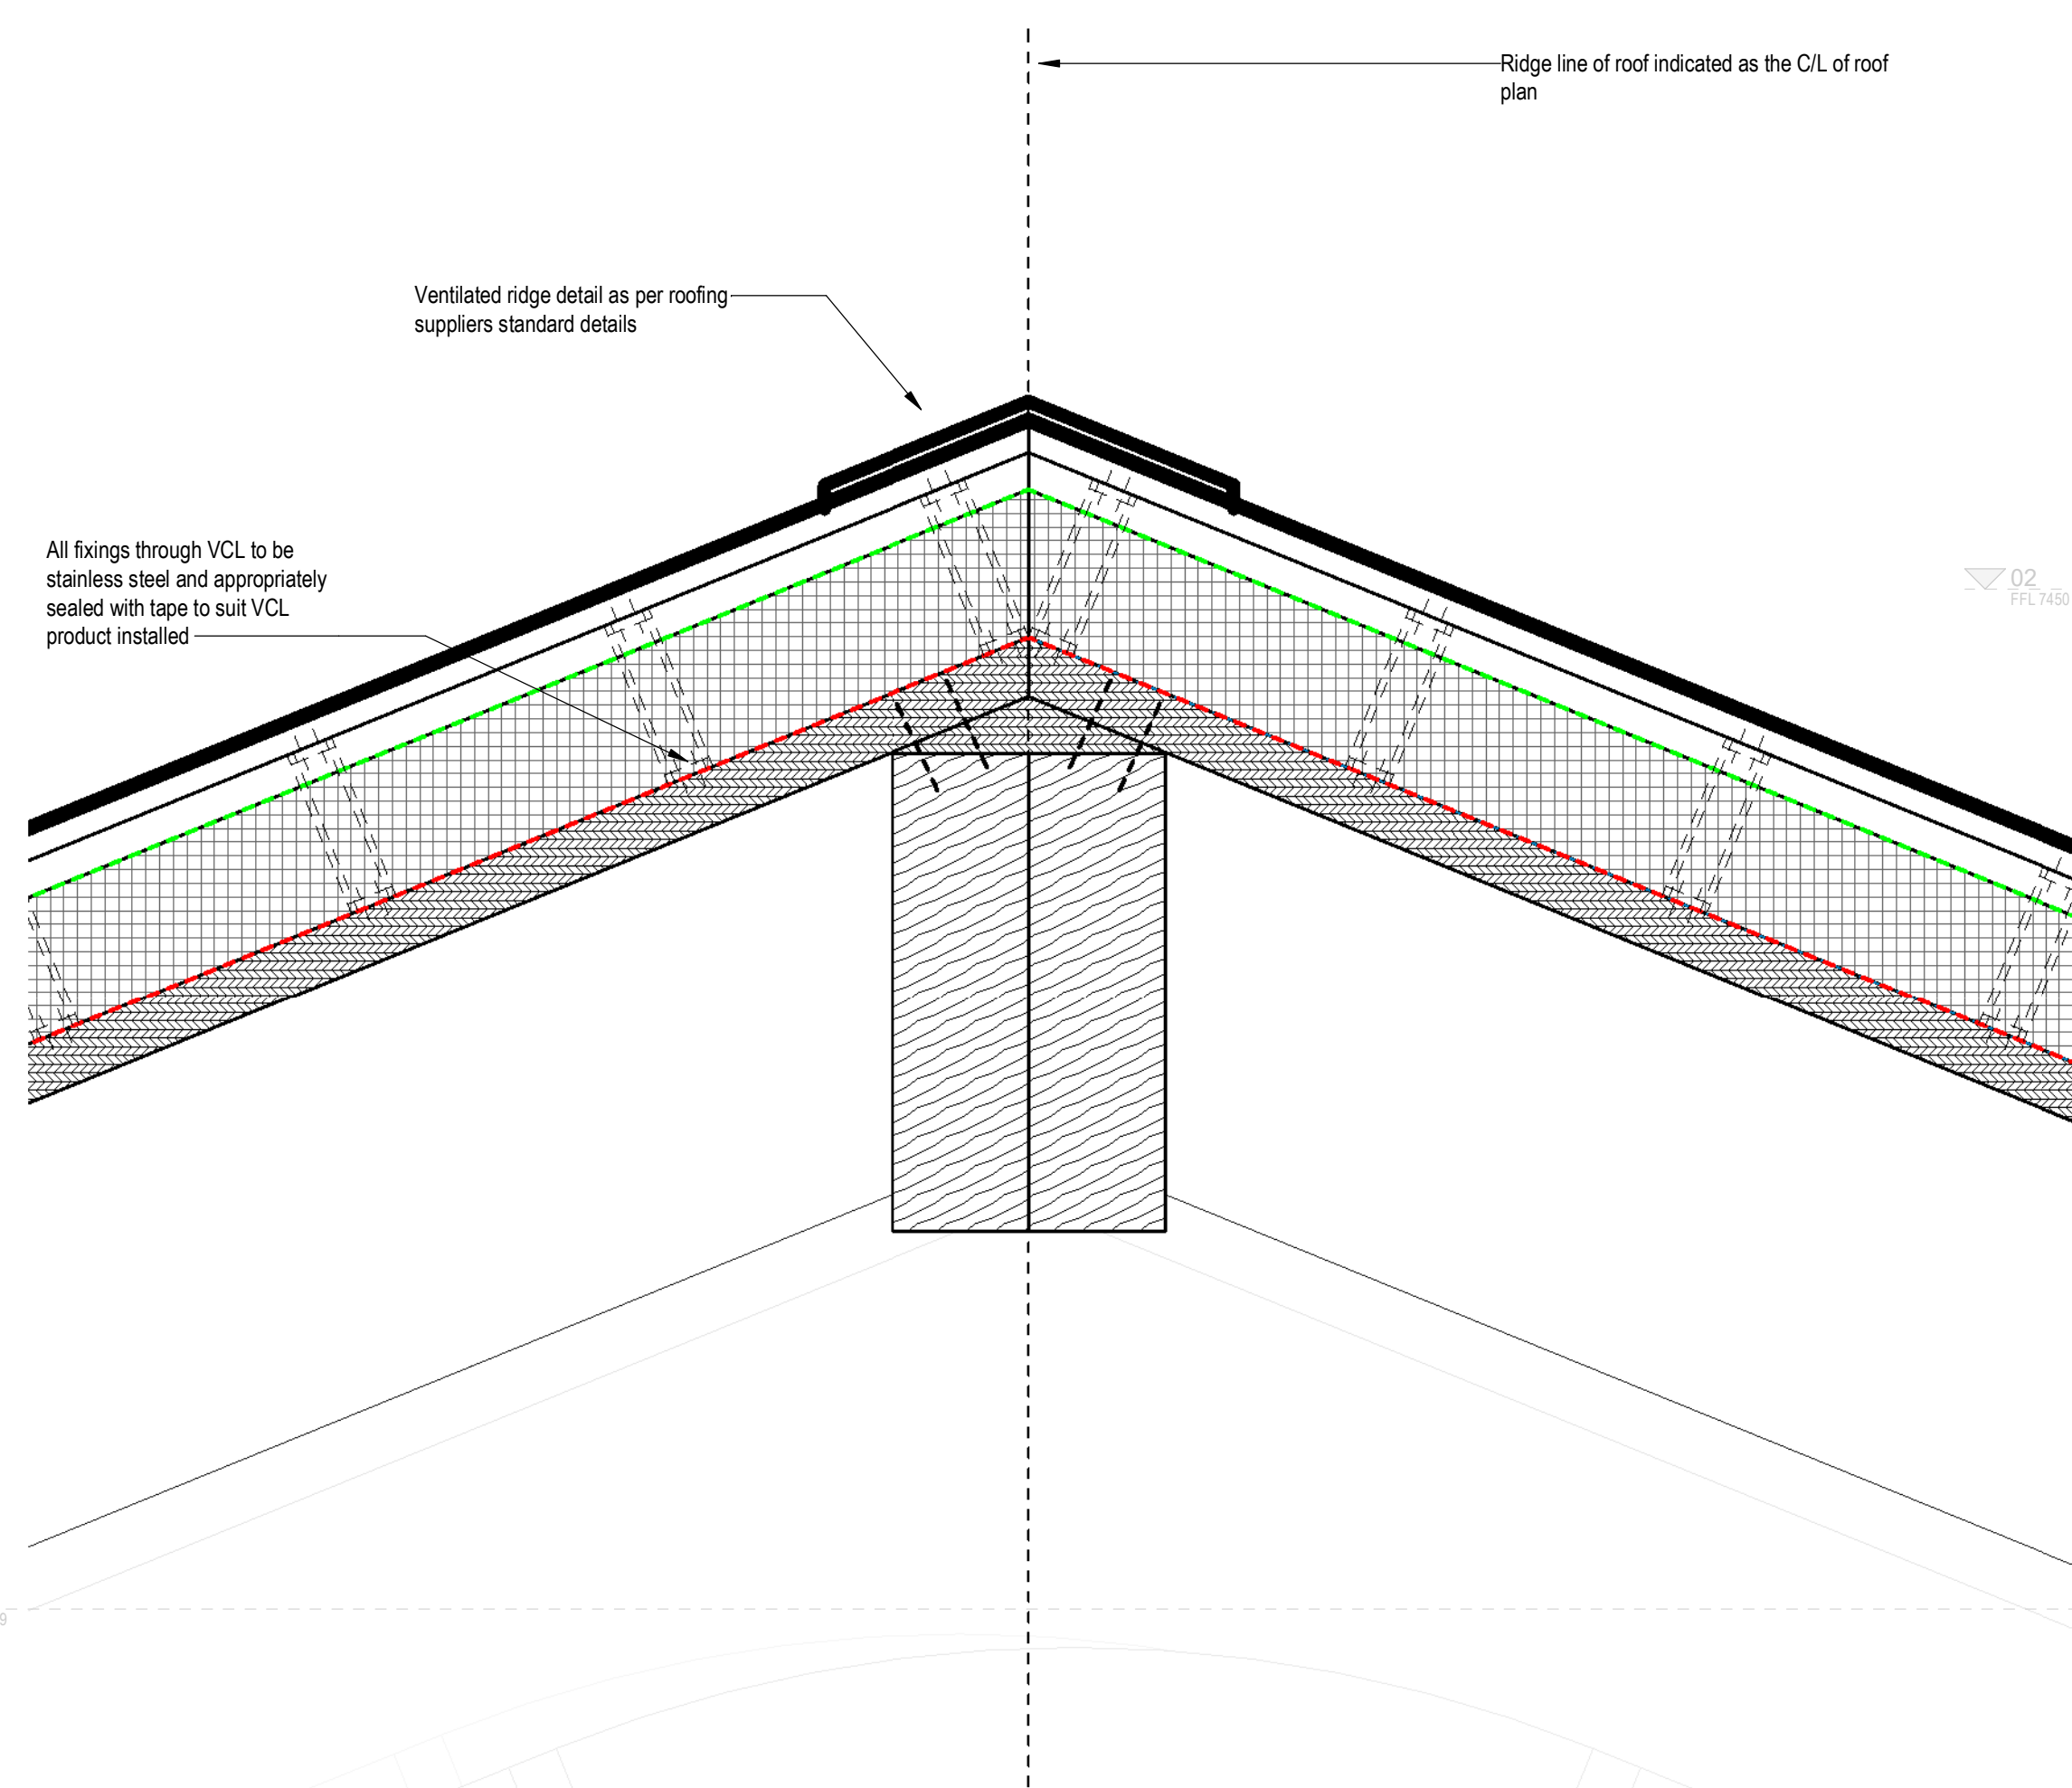 Ridge line of roof indicated as the C/L of roof
plan
Ventilated ridge detail as per roofing
suppliers standard details
All fixings through VCL to be
stainless steel and appropriately
sealed with tape to suit VCL
product installed
02
FFL 7450
9